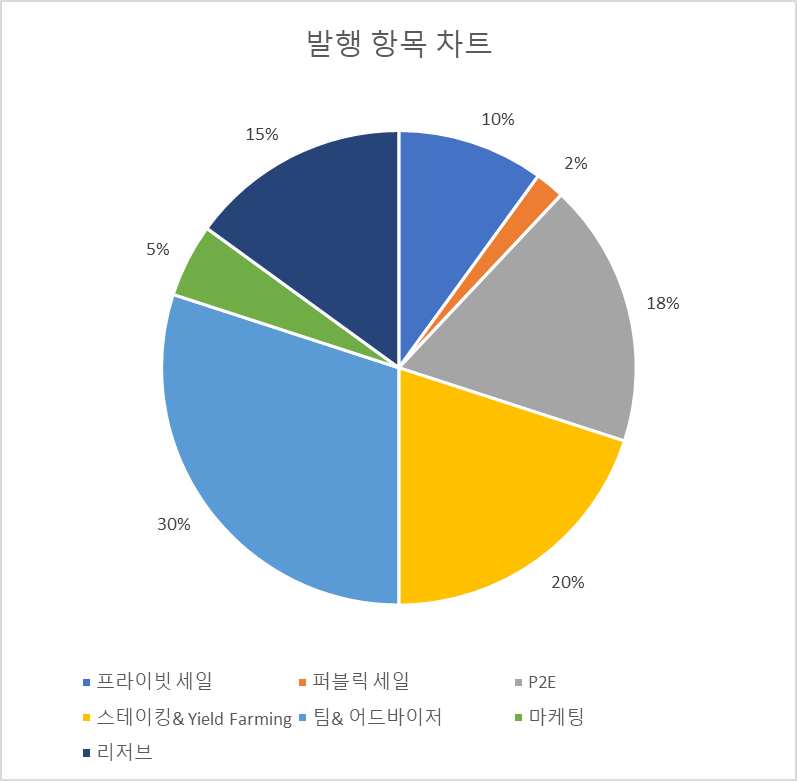 발행 항목 차트
10%
2%
18%
20%
30%
5%
15%
프라이빗 세일
퍼블릭 세일
P2E
스테이킹& Yield Farming
팀& 어드바이저
마케팅
리저브